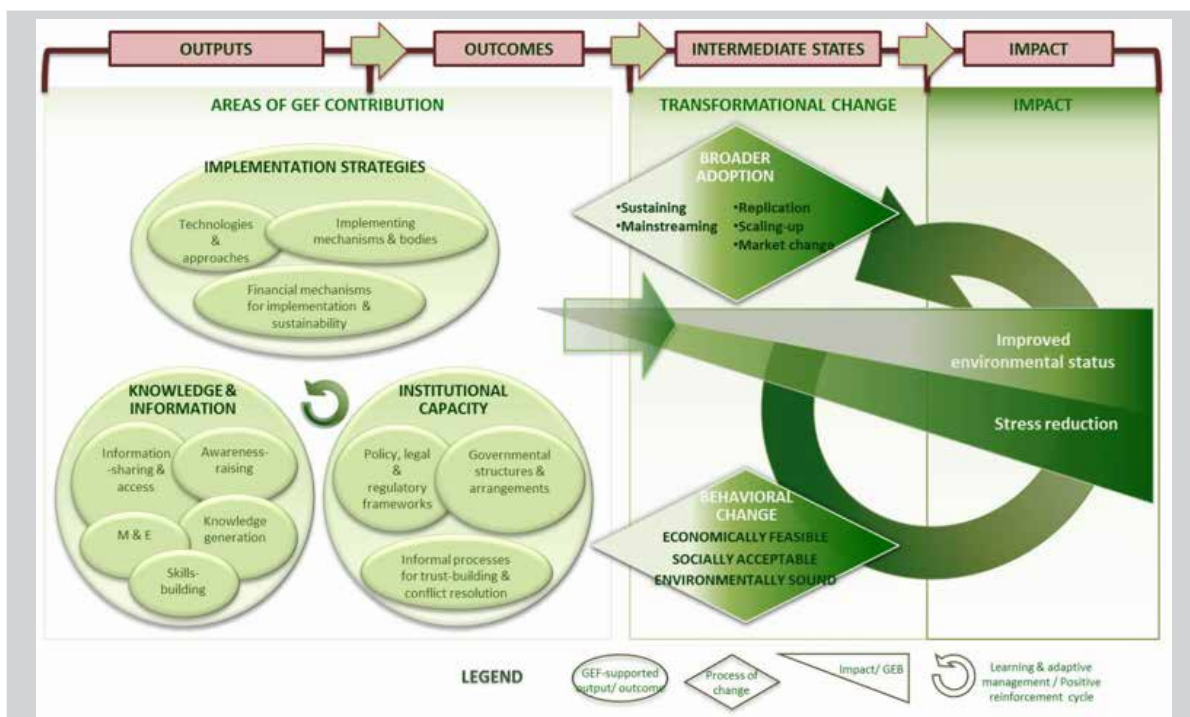 OUTPUTS
OUTCOMES
INTERMEDIATE STATES
IMPACT
AREAS OF GEF CONTRIBUTION
TRANSFORMATIONAL CHANGE
IMPACT
IMPLEMENTATION STRATEGIES
Technologies
&
approaches
Implementing
mechanisms & bodies
Financial mechanisms
for implementation &
sustainability
KNOWLEDGE &
INFORMATION
Information
-sharing &
access
Awareness-
raising
M & E
Knowledge
generation
Skills-
building
INSTITUTIONAL
CAPACITY
Policy, legal
&
regulatory
frameworks
Governmental
structures &
arrangements
Informal processes
for trust-building &
conflict resolution
BROADER
ADOPTION
•Sustaining
•Mainstreaming
•Replication
•Scaling-up
•Market change
Improved
environmental status
Stress reduction
BEHAVIORAL
CHANGE
ECONOMICALLY FEASIBLE
SOCIALLY ACCEPTABLE
ENVIRONMENTALLY SOUND
LEGEND
GEF-supported
output/ outcome
Process of
change
Impact/ GEB
Learning & adaptive
management / Positive
reinforcement cycle